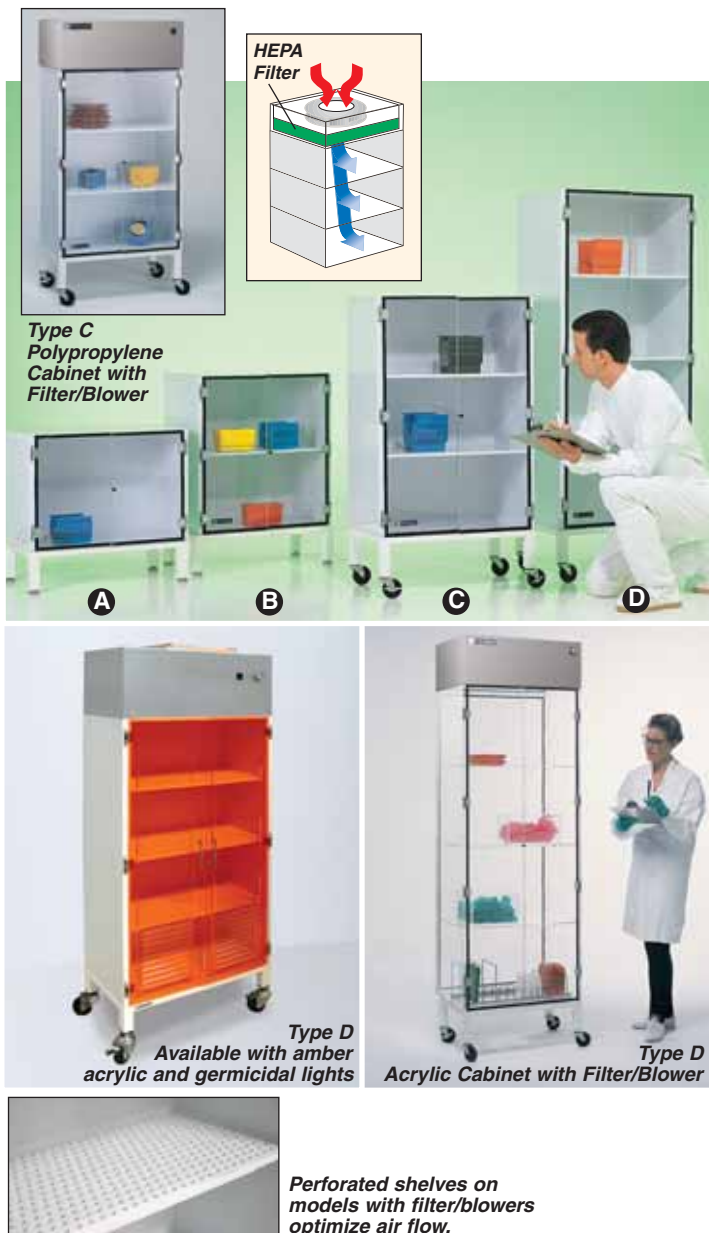 HEPA
Filter
Type C
Polypropylene
Cabinet with
Filter/Blower
A
B
C
D
Type D
Available with amber
acrylic and germicidal lights
Type D
Acrylic Cabinet with Filter/Blower
Perforated shelves on
models with filter/blowers
optimize air flow.